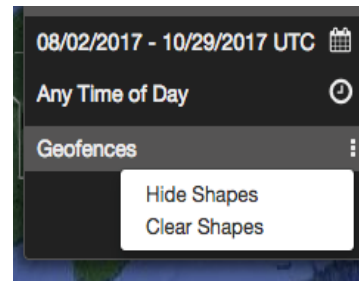 08/02/2017 - 10/29/2017 UTC
Any Time of Day
Geofences
Hide Shapes
Clear Shapes